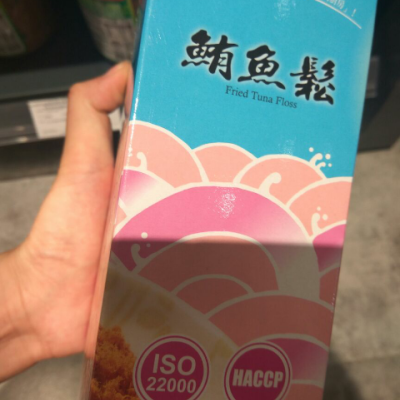 鮪魚鬆
Fried Tuna Floss
ISO
22000
HACCP